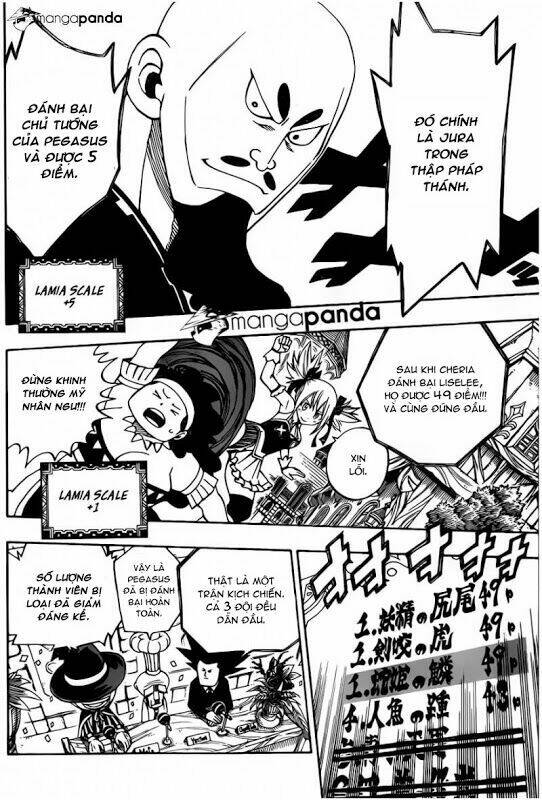 mangapanda
ĐÓ CHÍNH
LÀ JURA
TRONG
THẬP PHÁP
THÁNH.
ĐÁNH BẠI
CHỦ TƯỚNG
CỦA PEGASUS
VÀ ĐƯỢC 5
ĐIỂM.
LAMIA SCALE
+5
mangapanda
SAU KHI CHERIA
ĐÁNH BẠI LISELEE,
HỌ ĐƯỢC 49 ĐIỂM!!!
VÀ CÙNG ĐỨNG ĐẦU.
XIN
LỖI.
ĐỪNG KHINH
THƯỜNG MỸ
NHÂN NGƯ!!!
LAMIA SCALE
+1
オオオオオ
1.妖精の尻尾 49P
1.剣咬の虎 49P
1.蛇姫の鱗 49P
4.人魚の踵 43P
THẬT LÀ MỘT
TRẬN KỊCH CHIẾN.
CẢ 3 ĐỘI ĐỀU
DẪN ĐẦU.
VẬY LÀ
PEGASUS
ĐÃ BỊ ĐÁNH
BẠI HOÀN
TOÀN.
SỐ LƯỢNG
THÀNH VIÊN BỊ
LOẠI ĐÃ GIẢM
ĐÁNG KỂ.